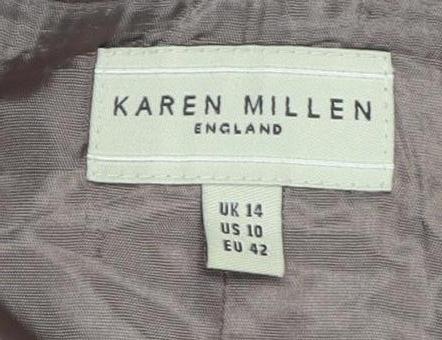 KAREN MILLEN
ENGLAND
UK 14
US 10
EU 42